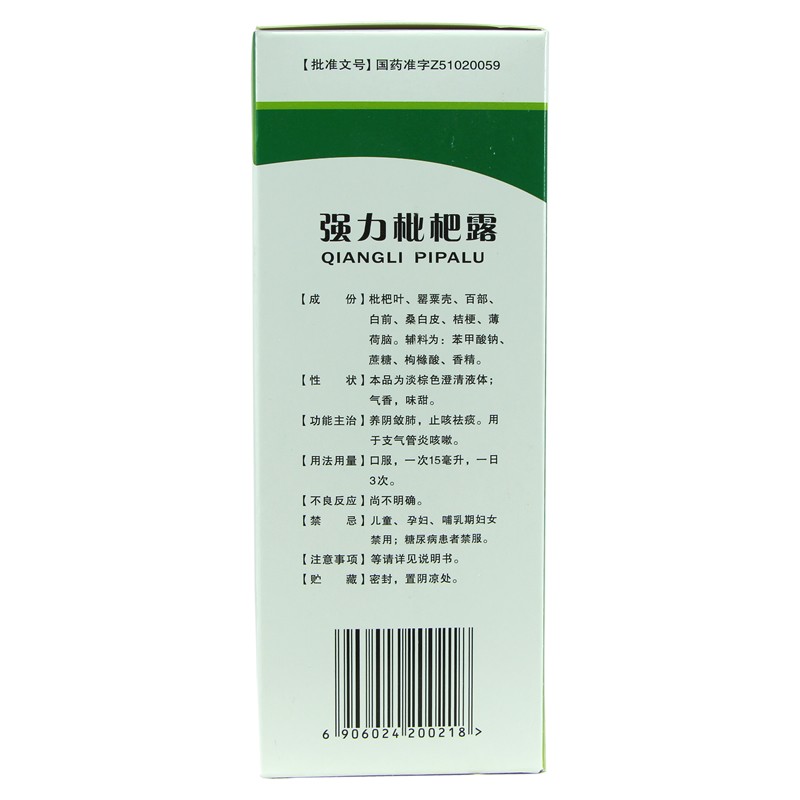 【批准文号】国药准字Z51020059
强力枇杷露
QIANGLI PIPALU
【成 份】枇杷叶、罂粟壳、百部、
白前、桑白皮、桔梗、薄
荷脑。辅料为：苯甲酸钠、
蔗糖、枸橼酸、香精。
【性 状】本品为淡棕色澄清液体；
气香，味甜。
【功能主治】养阴敛肺，止咳祛痰。用
于支气管炎咳嗽。
【用法用量】口服，一次15毫升，一日
3次。
【不良反应】尚不明确。
【禁 忌】儿童、孕妇、哺乳期妇女
禁用；糖尿病患者禁服。
【注意事项】等请详见说明书。
【贮 藏】密封，置阴凉处。
6 906024 200218 >